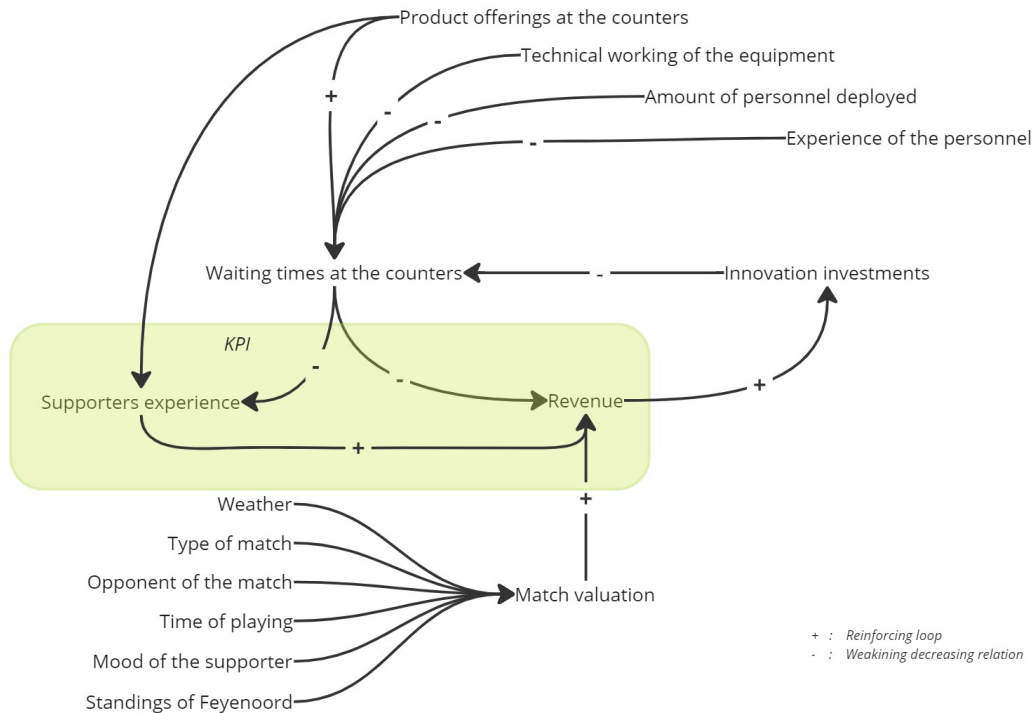 Product offerings at the counters
Technical working of the equipment
+
-
Amount of personnel deployed
-
Experience of the personnel
-
Waiting times at the counters
-
Innovation investments
KPI
-
-
+
Supporters experience
Revenue
+
Weather
+
Type of match
Opponent of the match
Match valuation
Time of playing
+ : Reinforcing loop
- : Weakining decreasing relation
Mood of the supporter
Standings of Feyenoord